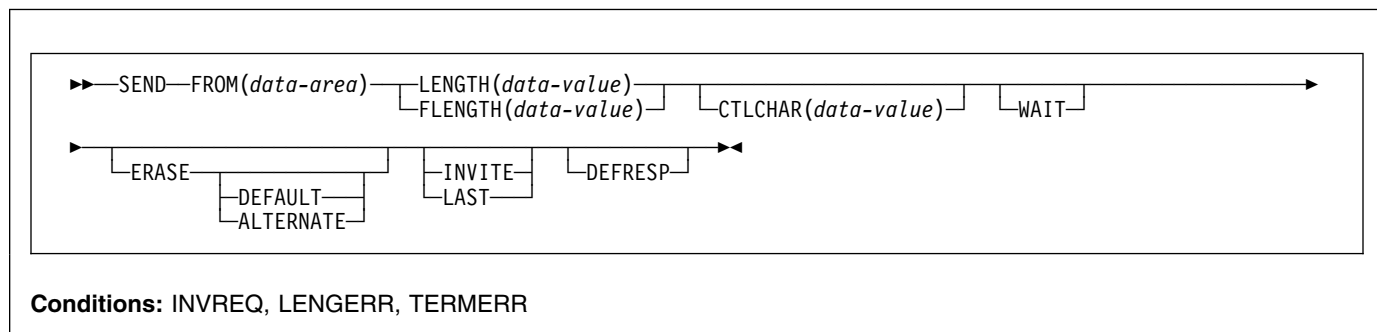 ►►──SEND──FROM(data-area)──LENGTH(data-value)──────────────────►
FLENGTH(data-value) CTLCHAR(data-value) WAIT
►──────────────────►◄
ERASE INVITE DEFRESP
DEFAULT LAST
ALTERNATE
Conditions: INVREQ, LENGERR, TERMERR